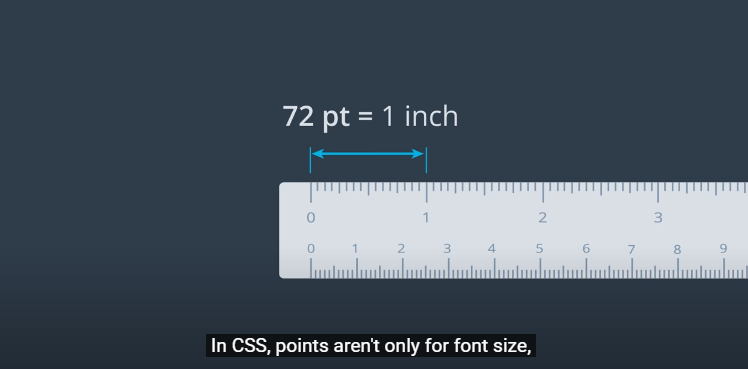 72 pt = 1 inch
0 1 2 3
0 1 2 3 4 5 6 7 8 9
In CSS, points aren't only for font size,